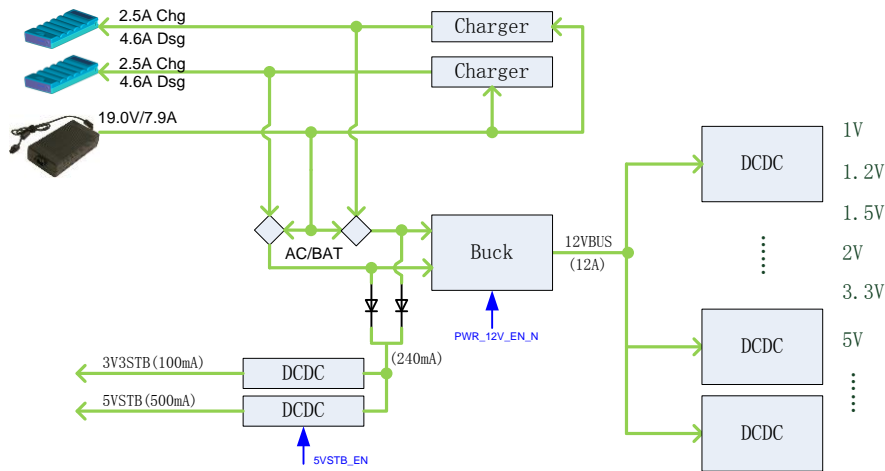 2.5A Chg
4.6A Dsg
Charger
2.5A Chg
4.6A Dsg
Charger
19.0V/7.9A
AC/BAT
Buck
12VBUS
(12A)
PWR_12V_EN_N
(240mA)
3V3STB(100mA)
DCDC
5VSTB(500mA)
DCDC
5VSTB_EN
DCDC
DCDC
DCDC
1V
1.2V
1.5V
2V
3.3V
5V